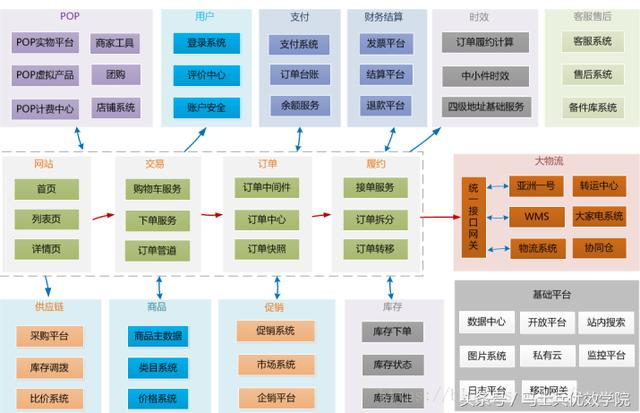 POP
用户
支付
财务结算
时效
客服售后
POP实物平台
商家工具
登录系统
支付系统
发票平台
订单履约计算
客服系统
POP虚拟产品
团购
评价中心
订单台账
结算平台
中小件时效
售后系统
POP计费中心
店铺系统
账户安全
余额服务
退款平台
四级地址基础服务
备件库系统
网站
交易
订单
履约
大物流
首页
购物车服务
订单中间件
接单服务
统一接口网关
亚洲一号
转运中心
列表页
下单服务
订单中心
订单拆分
WMS
大家电系统
详情页
订单管道
订单快照
订单转移
物流系统
协同仓
供应链
商品
促销
库存
基础平台
采购平台
商品主数据
促销系统
库存下单
数据中心
开放平台
站内搜索
库存调拨
类目系统
市场系统
库存状态
图片系统
私有云
监控平台
比价系统
价格系统
企销平台
库存属性
日志平台
移动网关
头条号 / 马士兵优效学院